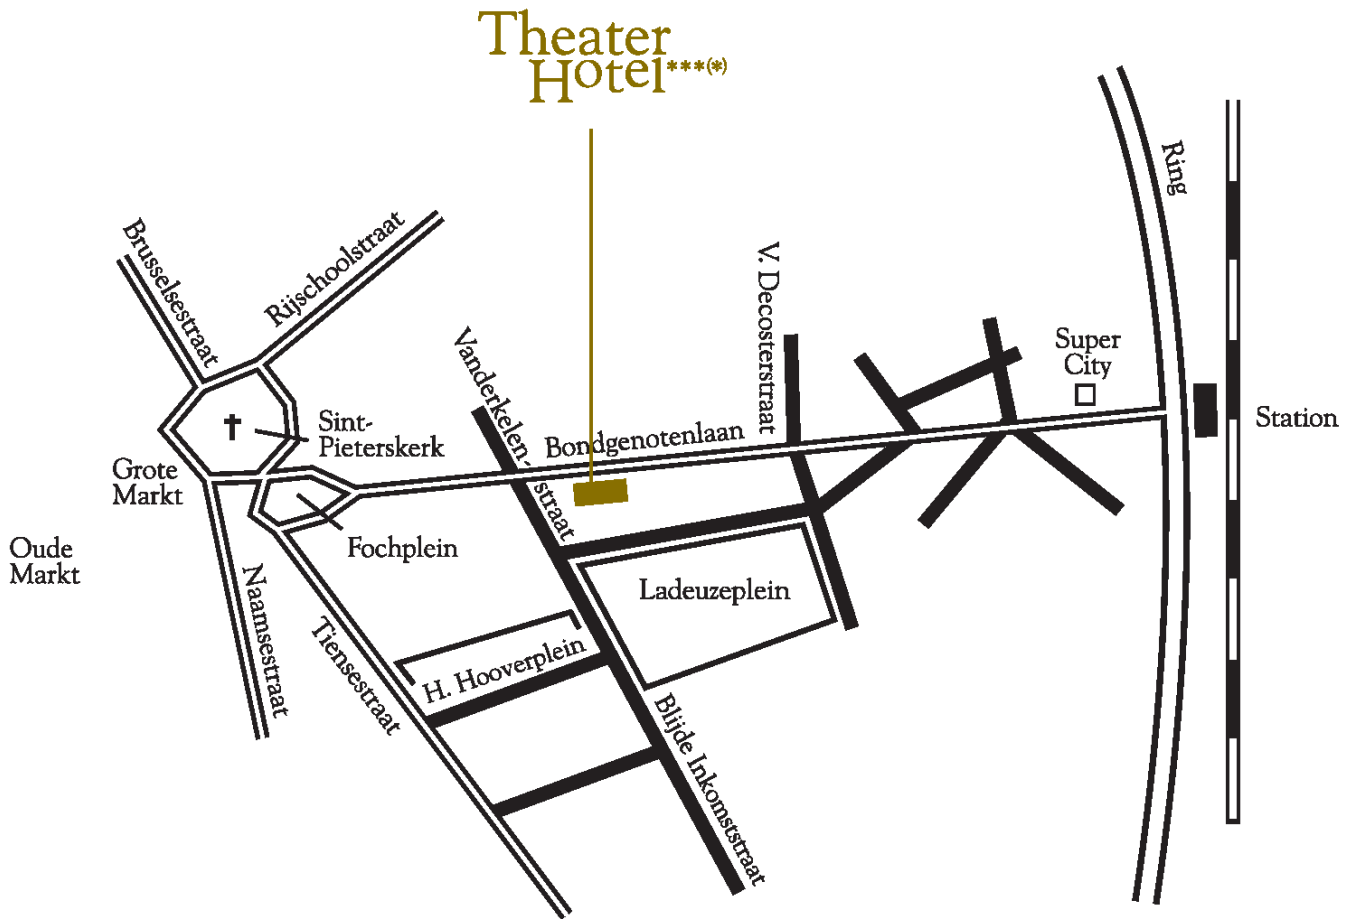 Theater
Hotel***(*)
Ring
Brusselsestraat
Rijschoolstraat
V. Decosterstraat
Super
City
Vanderkelen-
straat
Sint-
Pieterskerk
Bondgenotenlaan
Station
Grote
Markt
Fochplein
Oude
Markt
Ladeuzeplein
Naamsestraat
Tiensestraat
H. Hooverplein
Blijde Inkomststraat